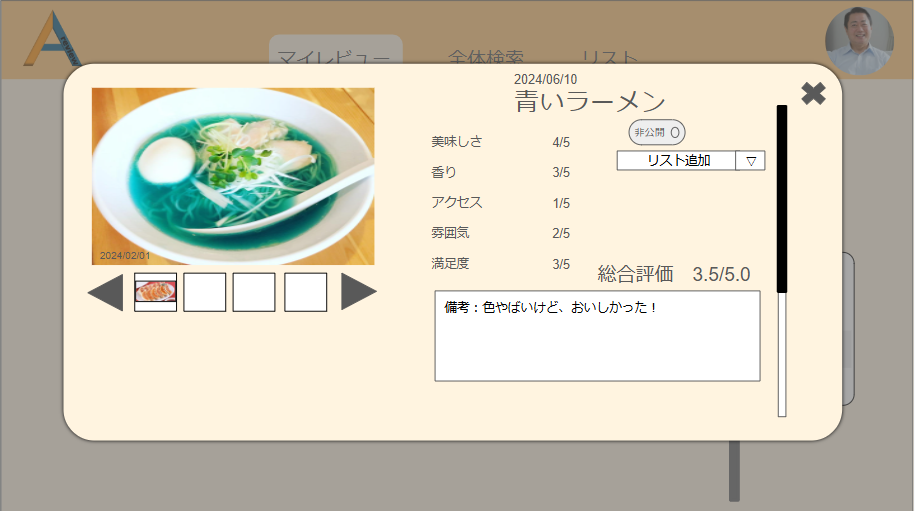 マイレビュー
全体検索
リスト
2024/06/10
青いラーメン
非公開
リスト追加 ▽
美味しさ 4/5
香り 3/5
アクセス 1/5
雰囲気 2/5
満足度 3/5
総合評価 3.5/5.0
備考：色やばいけど、おいしかった！
2024/02/01